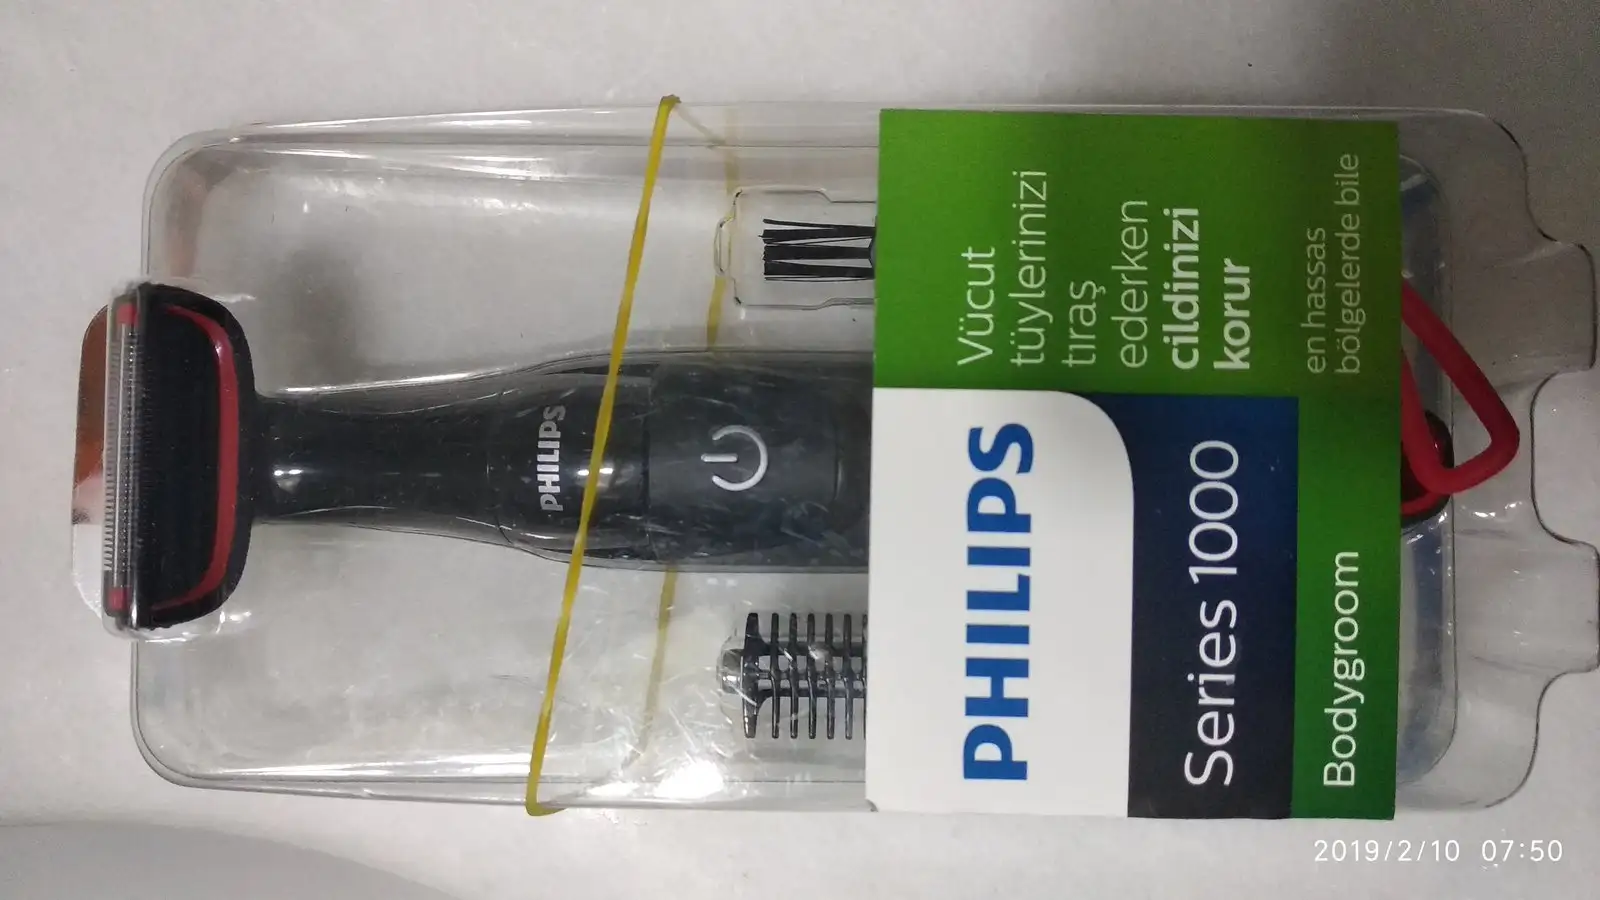 PHILIPS
Vücut
tüylerinizi
tıraş
ederken
cildinizi
korur
en hassas
bölgelerde bile
PHILIPS
Series 1000
Bodygroom
2019/2/10 07:50